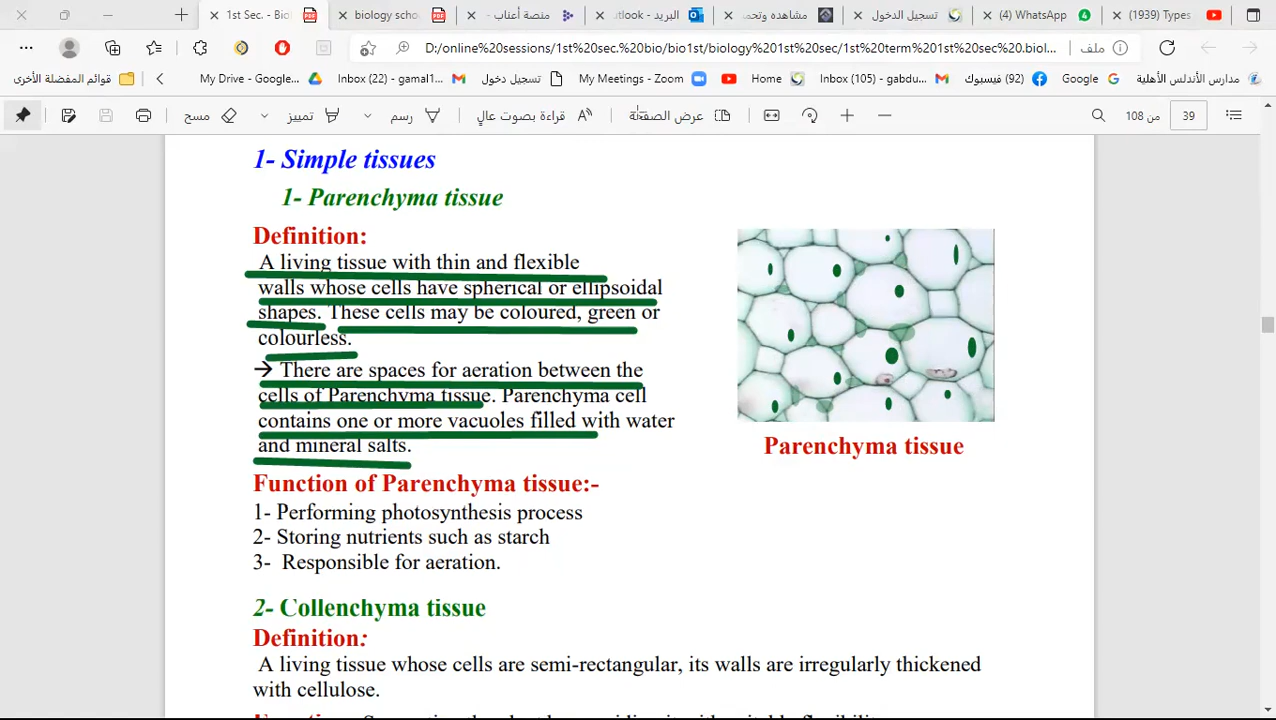 1st Sec. - Bio
biology scho
منصة أعناب -
البريد - Outlook
مشاهده وتحمـ
تسجيل الدخول
(4) WhatsApp
(1939) Types
D:/online%20sessions/1st%20sec.%20bio/bio1st/biology%201st%20sec/1st%20term%201st%20sec%20.biol...
ملف
قوائم المفضلة الأخرى
My Drive - Google...
Inbox (22) - gamal1...
تسجيل دخول
My Meetings - Zoom
Home
Inbox (105) - gabdu...
(92) فيسبوك
Google
مدارس الأندلس الأهلية
مسح
تمييز
رسم
قراءة بصوت عالٍ
عرض الصفحة
من 108
39
1- Simple tissues
1- Parenchyma tissue
Definition:
A living tissue with thin and flexible
walls whose cells have spherical or ellipsoidal
shapes. These cells may be coloured, green or
colourless.
→ There are spaces for aeration between the
cells of Parenchyma tissue. Parenchyma cell
contains one or more vacuoles filled with water
and mineral salts.
Parenchyma tissue
Function of Parenchyma tissue:-
1- Performing photosynthesis process
2- Storing nutrients such as starch
3- Responsible for aeration.
2- Collenchyma tissue
Definition:
A living tissue whose cells are semi-rectangular, its walls are irregularly thickened
with cellulose.